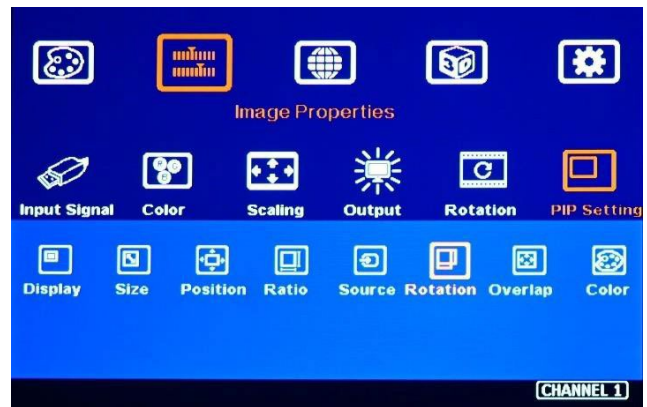 Image Properties
Input Signal Color Scaling Output Rotation PIP Setting
Display Size Position Ratio Source Rotation Overlap Color
CHANNEL 1